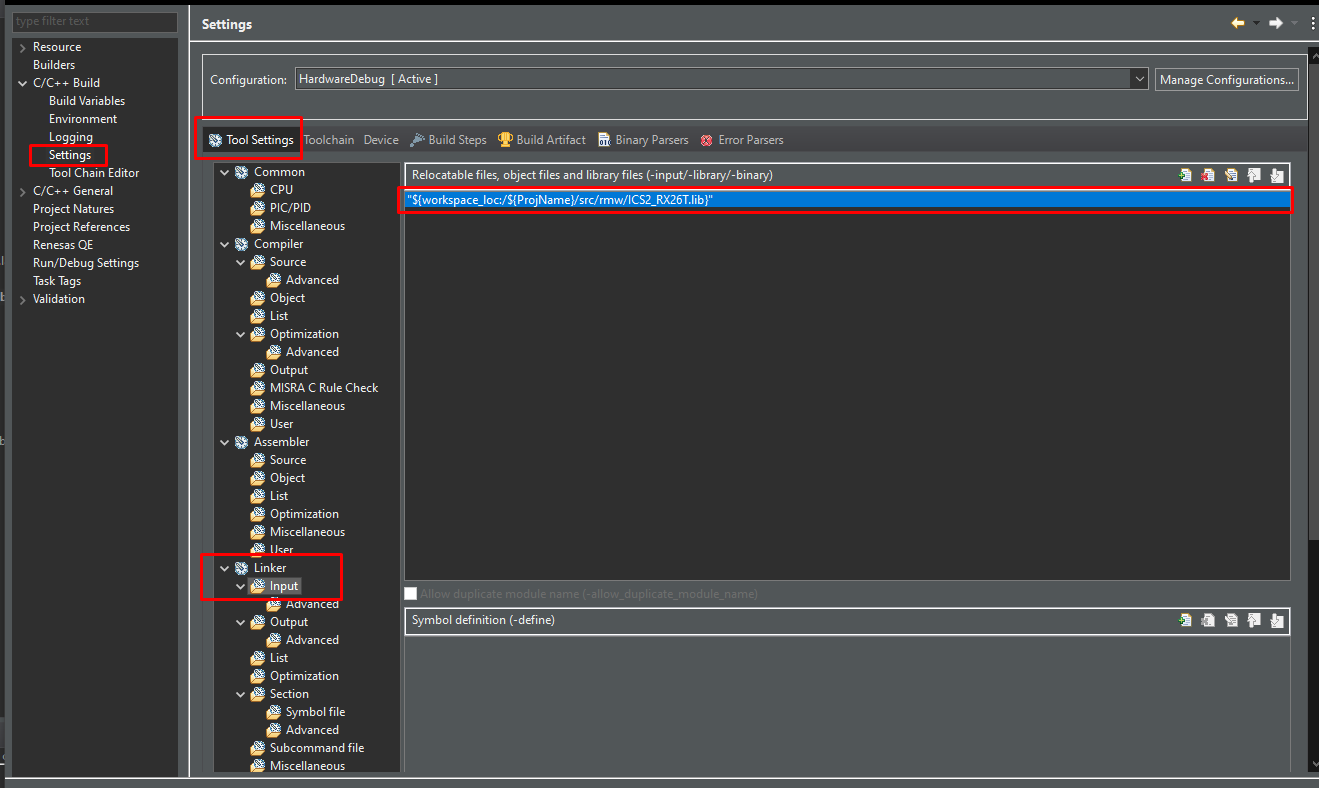 type filter text
Resource
Builders
C/C++ Build
Build Variables
Environment
Logging
Settings
Tool Chain Editor
C/C++ General
Project Natures
Project References
Renesas QE
Run/Debug Settings
Task Tags
Validation
Settings
Configuration: HardwareDebug [ Active ] Manage Configurations...
Tool Settings Toolchain Device Build Steps Build Artifact Binary Parsers Error Parsers
Common
CPU
PIC/PID
Miscellaneous
Compiler
Source
Advanced
Object
List
Optimization
Advanced
Output
MISRA C Rule Check
Miscellaneous
User
Assembler
Source
Object
List
Optimization
Miscellaneous
User
Linker
Input
Advanced
Output
Advanced
List
Optimization
Section
Symbol file
Advanced
Subcommand file
Miscellaneous
Relocatable files, object files and library files (-input/-library/-binary)
"${workspace_loc:/${ProjName}/src/rmw/ICS2_RX26T.lib}"
Allow duplicate module name (-allow_duplicate_module_name)
Symbol definition (-define)